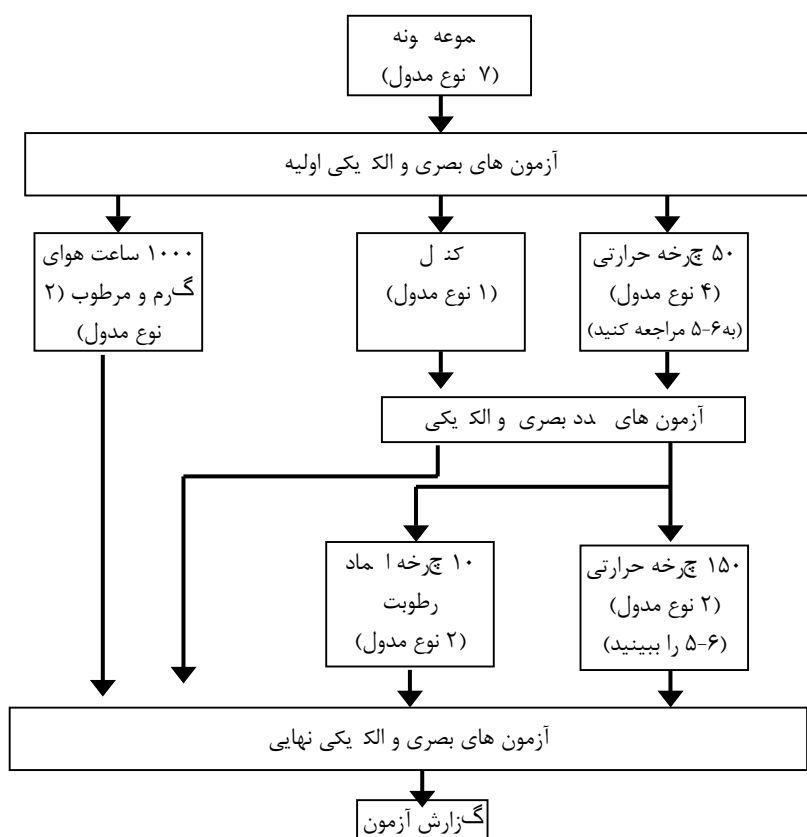 موعه ونه
(۷ نوع مدول)
آزمون های بصری و الک یکی اولیه
۵۰ چرخه حرارتی
(۴ نوع مدول)
(به۶-۵ مراجعه کنید)
کنـ ل
(۱ نوع مدول)
۱۰۰۰ ساعت هوای
گرم و مرطوب (۲
نوع مدول)
آزمون های دد بصری و الک یکی
۱۵۰ چرخه حرارتی
(۲ نوع مدول)
(۶-۵ را ببینید)
۱۰ چرخه ا ماد
رطوبت
(۲ نوع مدول)
آزمون های بصری و الک یکی نهایی
گزارش آزمون